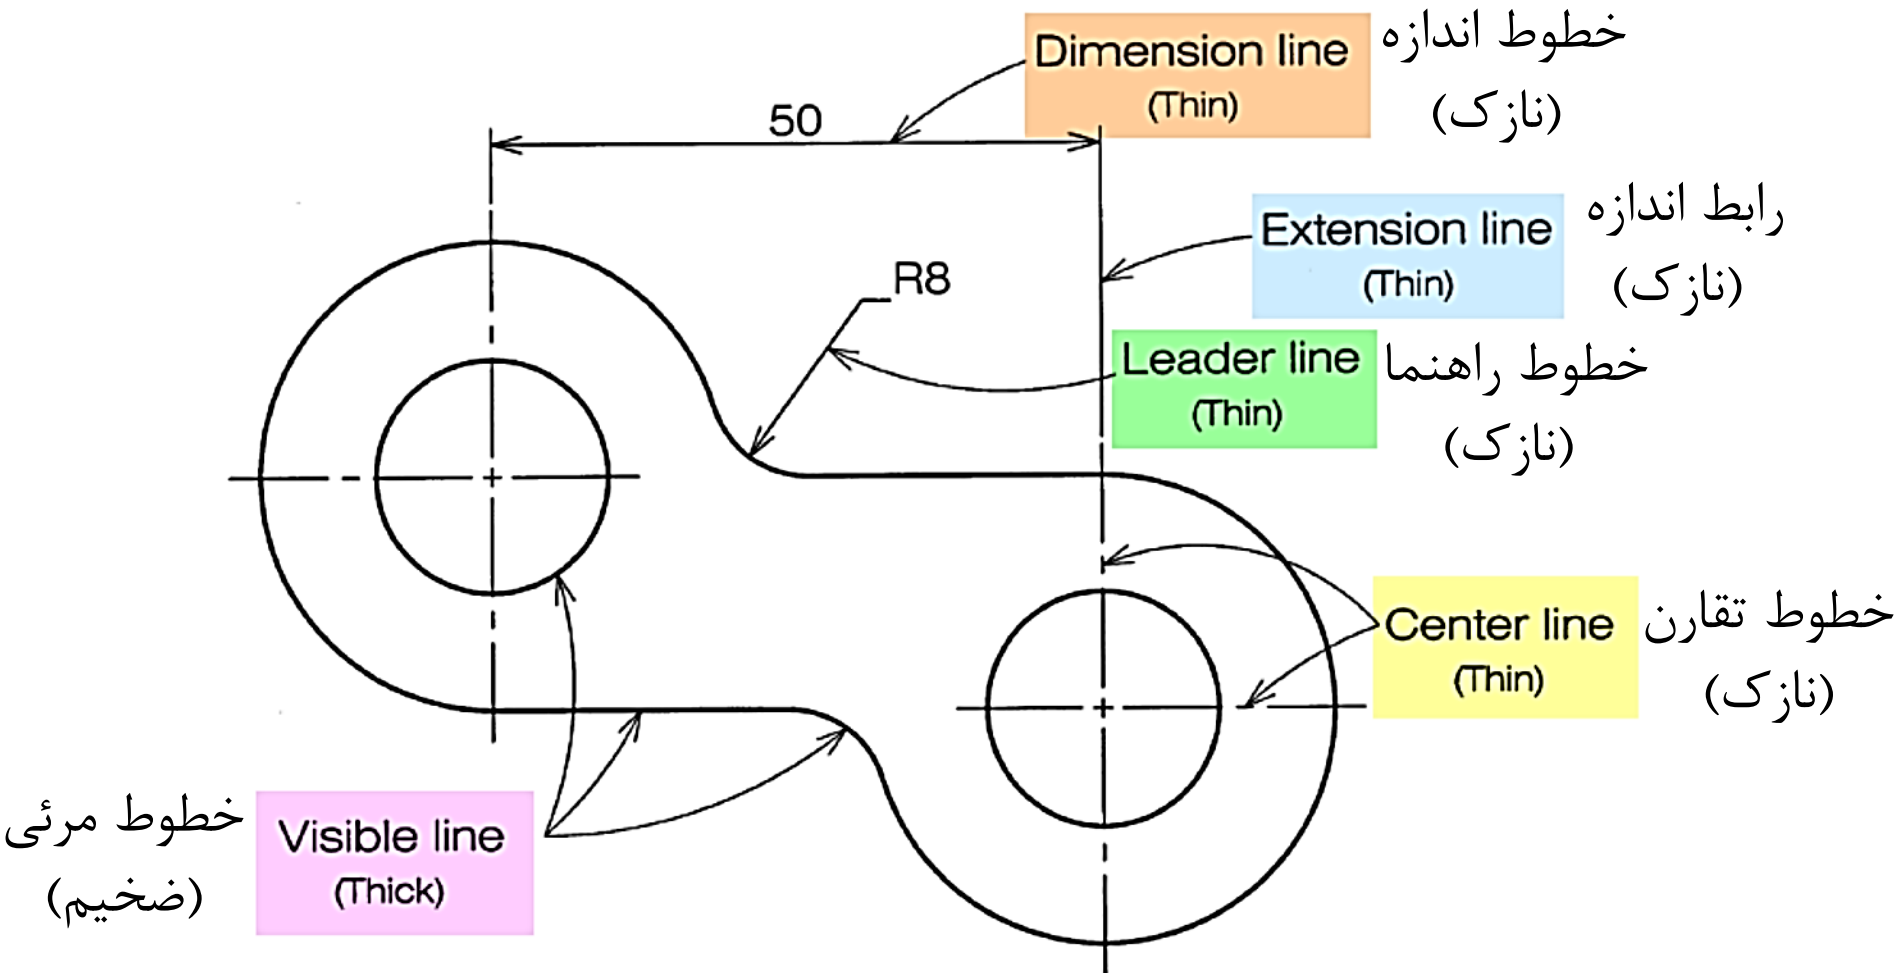 Dimension line
(Thin)
خطوط اندازه
(نازک)
50
Extension line
(Thin)
رابط اندازه
(نازک)
R8
Leader line
(Thin)
خطوط راهنما
(نازک)
Center line
(Thin)
خطوط تقارن
(نازک)
خطوط مرئی
(ضخیم)
Visible line
(Thick)